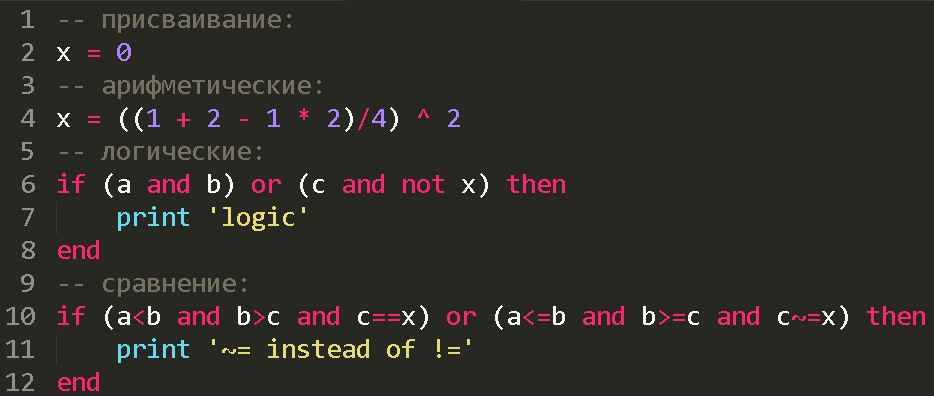 1 -- присваивание:
2 x = 0
3 -- арифметические:
4 x = ((1 + 2 - 1 * 2)/4) ^ 2
5 -- логические:
6 if (a and b) or (c and not x) then
7     print 'logic'
8 end
9 -- сравнение:
10 if (a<b and b>c and c==x) or (a<=b and b>=c and c~=x) then
11     print '~= instead of !='
12 end